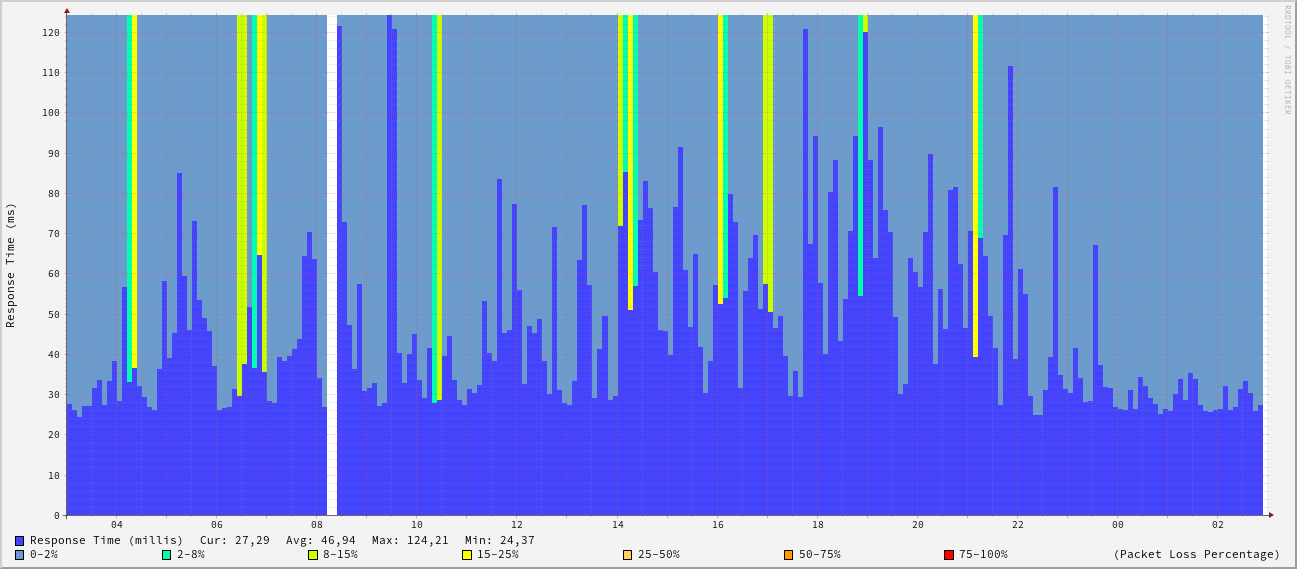 RRDTOOL / TOBI OETIKER
Response Time (ms)
120
110
100
90
80
70
60
50
40
30
20
10
0
04 06 08 10 12 14 16 18 20 22 00 02
Response Time (millis) Cur: 27,29 Avg: 46,94 Max: 124,21 Min: 24,37
0-2% 2-8% 8-15% 15-25% 25-50% 50-75% 75-100% (Packet Loss Percentage)